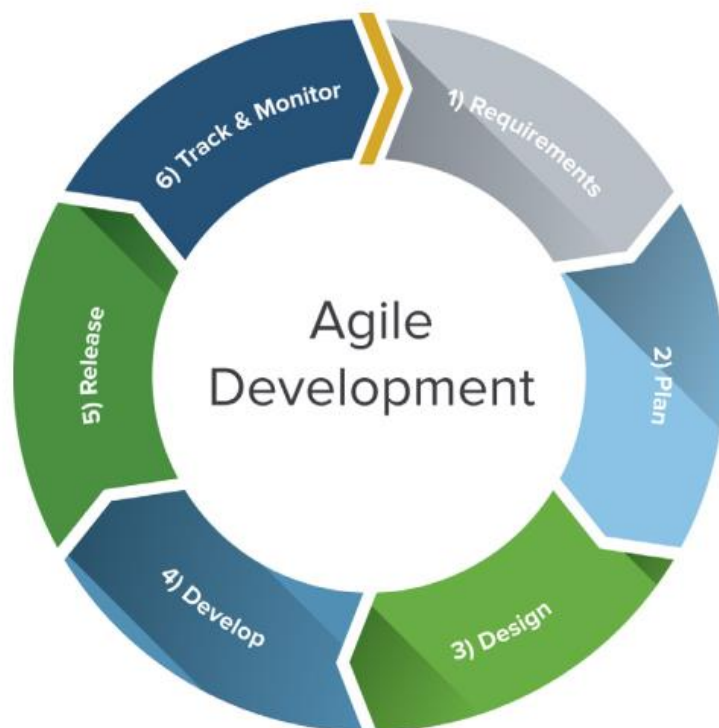 1) Requirements
2) Plan
3) Design
4) Develop
5) Release
6) Track & Monitor
Agile
Development